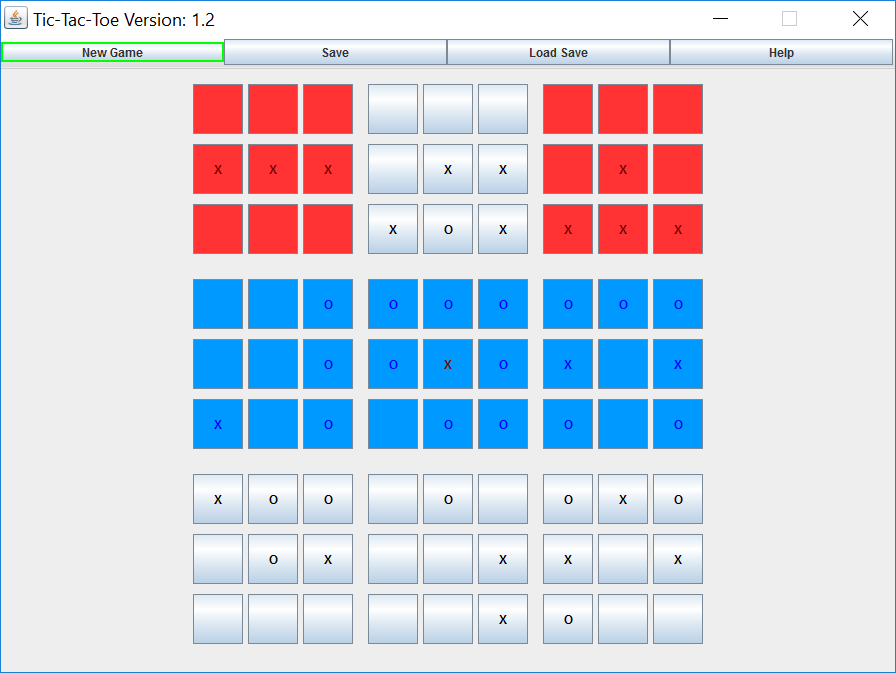 Tic-Tac-Toe Version: 1.2
New Game Save Load Save Help
x x x x x x
x o x x x x
o o o o o o o
o o x o x x
x o o o o o
x o o o o x o
o x x x x
x o